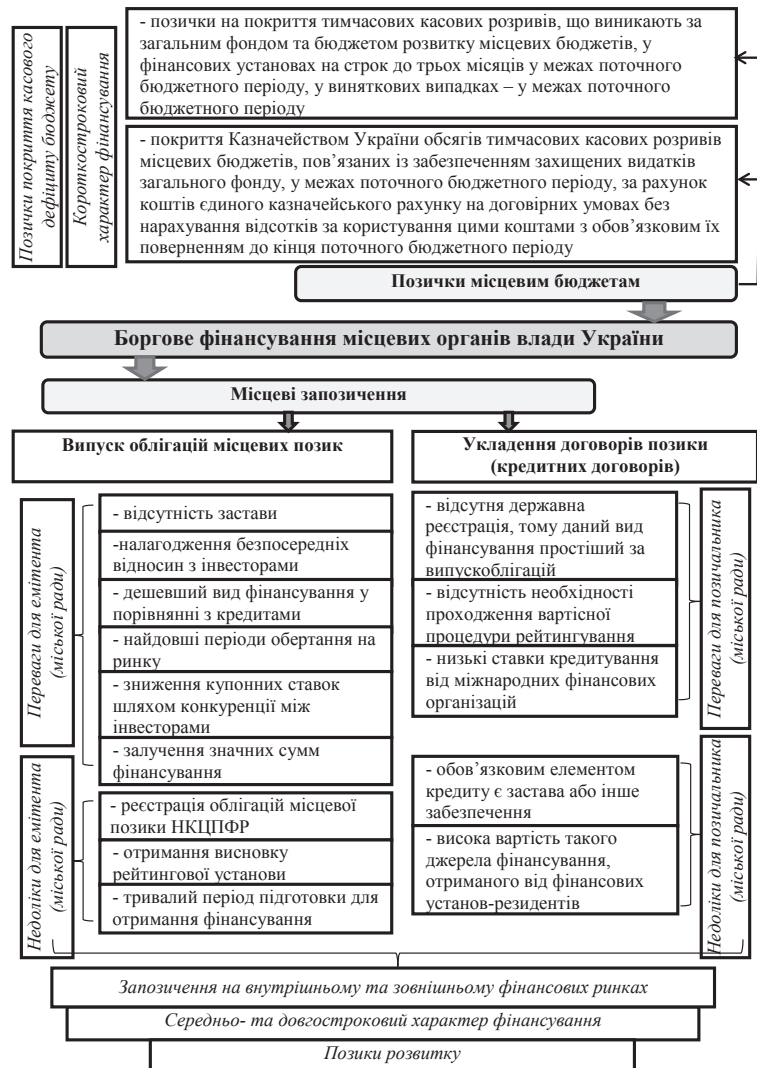 Позички покриття касового
дефіциту бюджету
Короткостроковий
характер фінансування
- позички на покриття тимчасових касових розривів, що виникають за
загальним фондом та бюджетом розвитку місцевих бюджетів, у
фінансових установах на строк до трьох місяців у межах поточного
бюджетного періоду, у виняткових випадках – у межах поточного
бюджетного періоду
- покриття Казначейством України обсягів тимчасових касових розривів
місцевих бюджетів, пов’язаних із забезпеченням захищених видатків
загального фонду, у межах поточного бюджетного періоду, за рахунок
коштів єдиного казначейського рахунку на договірних умовах без
нарахування відсотків за користування цими коштами з обов’язковим їх
поверненням до кінця поточного бюджетного періоду
Позички місцевим бюджетам
Боргове фінансування місцевих органів влади України
Місцеві запозичення
Випуск облігацій місцевих позик
Переваги для емітента
(міської ради)
- відсутність застави
-налагодження безпосередніх
відносин з інвесторами
- дешевший вид фінансування у
порівнянні з кредитами
- найдовші періоди обертання на
ринку
- зниження купонних ставок
шляхом конкуренції між
інвесторами
- залучення значних сумм
фінансування
Недоліки для емітента
(міської ради)
- реєстрація облігацій місцевої
позики НКЦПФР
- отримання висновку
рейтингової установи
- тривалий період підготовки для
отримання фінансування
Укладення договорів позики
(кредитних договорів)
- відсутня державна
реєстрація, тому даний вид
фінансування простіший за
випускоблігацій
- відсутність необхідності
проходження вартісної
процедури рейтингування
- низькі ставки кредитування
від міжнародних фінансових
організацій
Переваги для позичальника
(міської ради)
- обов’язковим елементом
кредиту є застава або інше
забезпечення
- висока вартість такого
джерела фінансування,
отриманого від фінансових
установ-резидентів
Недоліки для позичальника
(міської ради)
Запозичення на внутрішньому та зовнішньому фінансових ринках
Середньо- та довгостроковий характер фінансування
Позики розвитку